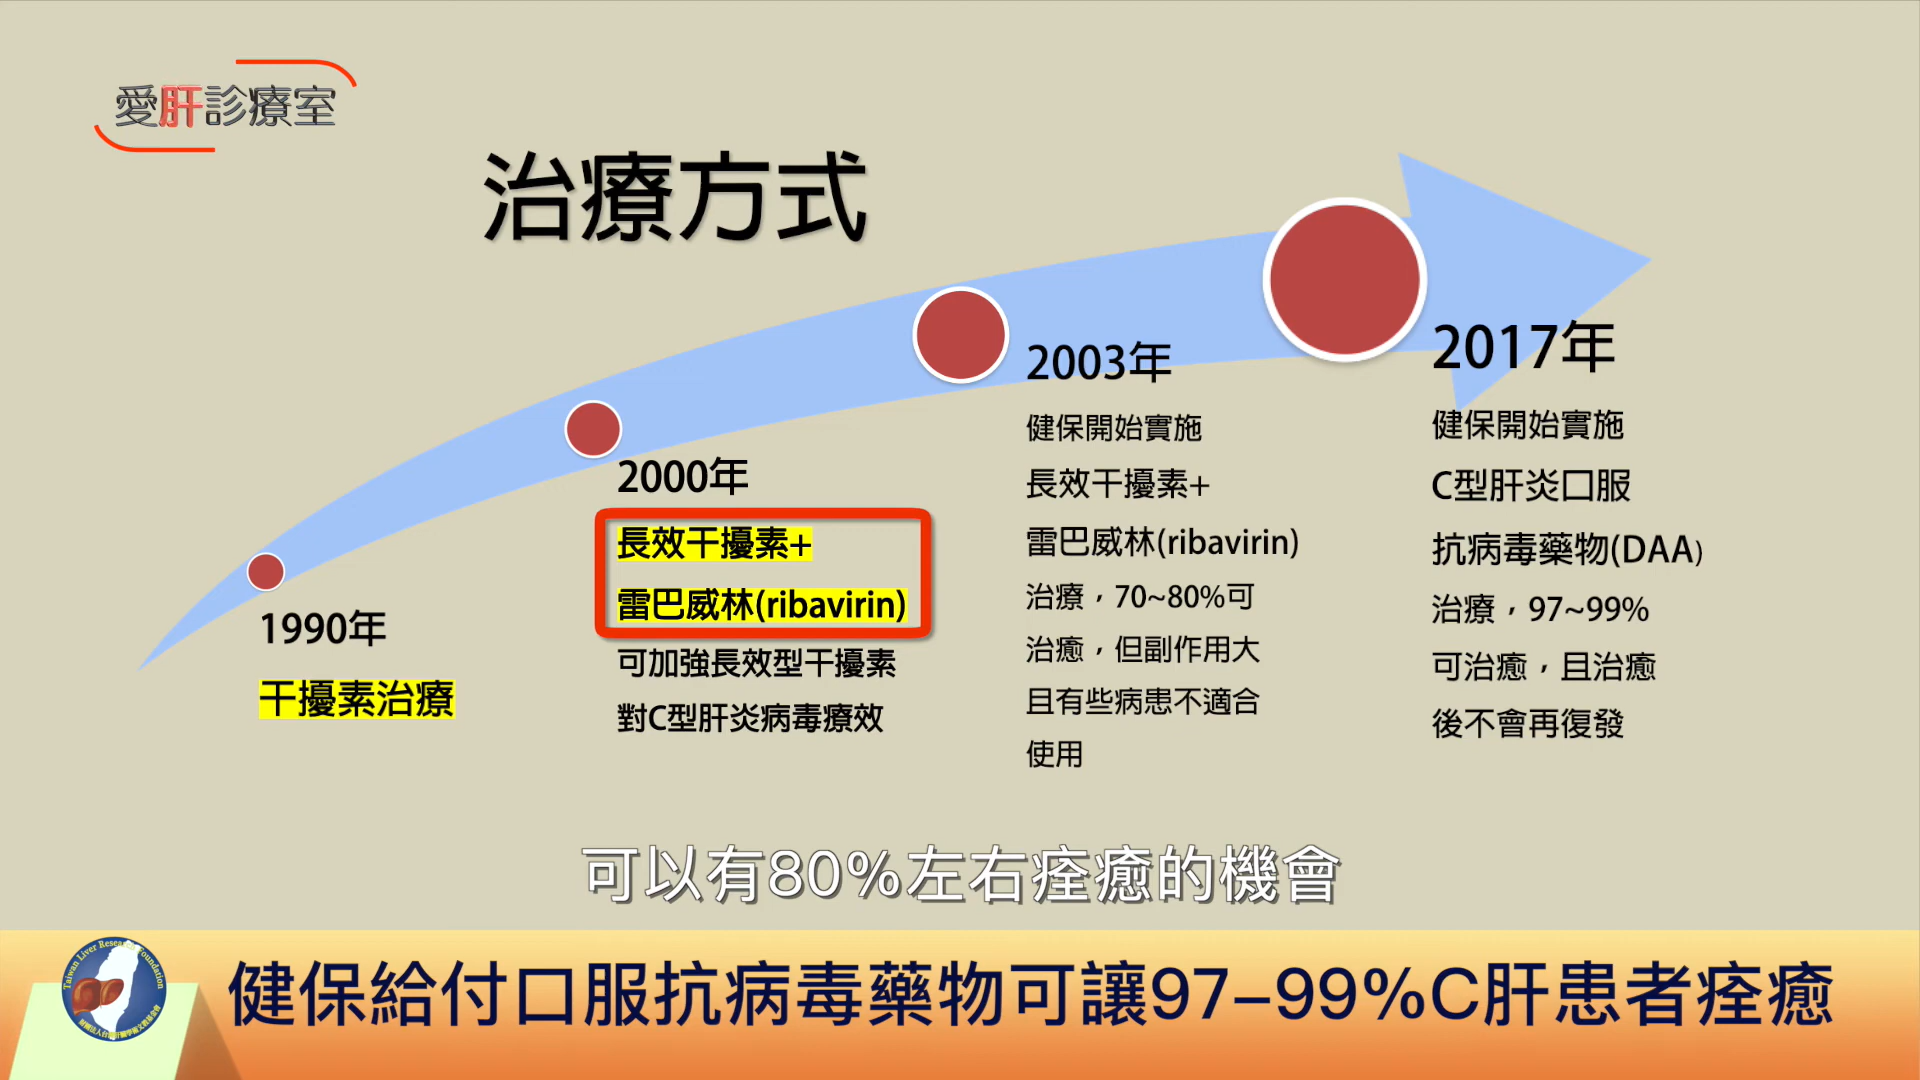 愛肝診療室
治療方式
1990年
干擾素治療
2000年
長效干擾素+
雷巴威林(ribavirin)
可加強長效型干擾素
對C型肝炎病毒療效
2003年
健保開始實施
長效干擾素+
雷巴威林(ribavirin)
治療，70~80%可
治癒，但副作用大
且有些病患不適合
使用
2017年
健保開始實施
C型肝炎口服
抗病毒藥物(DAA)
治療，97~99%
可治癒，且治癒
後不會再復發
可以有80%左右痊癒的機會
Taiwan Liver Research Foundation
健保給付口服抗病毒藥物可讓97-99%C肝患者痊癒